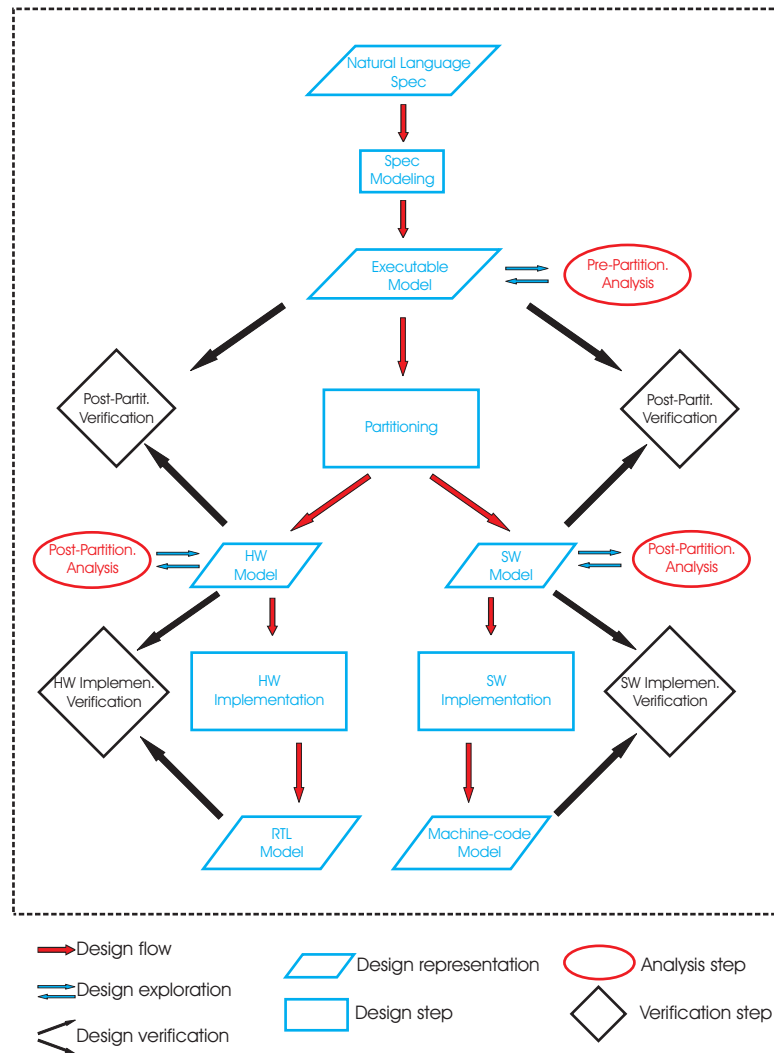 Natural Language
Spec
Spec
Modeling
Executable
Model
Pre-Partition.
Analysis
Post-Partit.
Verification
Partitioning
Post-Partit.
Verification
Post-Partition.
Analysis
HW
Model
SW
Model
Post-Partition.
Analysis
HW Implemen.
Verification
HW
Implementation
SW
Implementation
SW Implemen.
Verification
RTL
Model
Machine-code
Model
Design flow
Design exploration
Design verification
Design representation
Design step
Analysis step
Verification step